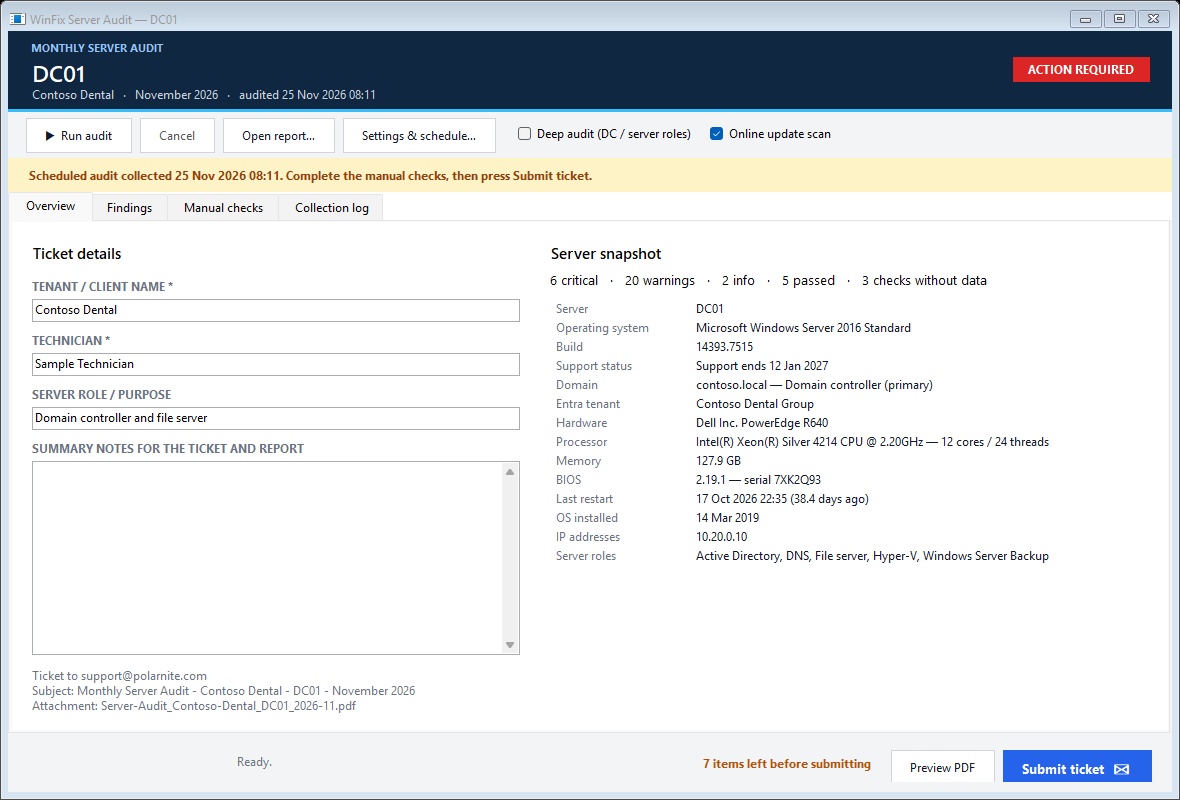 WinFix Server Audit — DC01
MONTHLY SERVER AUDIT
DC01
Contoso Dental · November 2026 · audited 25 Nov 2026 08:11
ACTION REQUIRED
Run audit
Cancel
Open report...
Settings & schedule...
Deep audit (DC / server roles)
Online update scan
Scheduled audit collected 25 Nov 2026 08:11. Complete the manual checks, then press Submit ticket.
Overview
Findings
Manual checks
Collection log
Ticket details
TENANT / CLIENT NAME *
Contoso Dental
TECHNICIAN *
Sample Technician
SERVER ROLE / PURPOSE
Domain controller and file server
SUMMARY NOTES FOR THE TICKET AND REPORT
Ticket to support@polarnite.com
Subject: Monthly Server Audit - Contoso Dental - DC01 - November 2026
Attachment: Server-Audit_Contoso-Dental_DC01_2026-11.pdf
Server snapshot
6 critical · 20 warnings · 2 info · 5 passed · 3 checks without data
Server DC01
Operating system Microsoft Windows Server 2016 Standard
Build 14393.7515
Support status Support ends 12 Jan 2027
Domain contoso.local — Domain controller (primary)
Entra tenant Contoso Dental Group
Hardware Dell Inc. PowerEdge R640
Processor Intel(R) Xeon(R) Silver 4214 CPU @ 2.20GHz — 12 cores / 24 threads
Memory 127.9 GB
BIOS 2.19.1 — serial 7XK2Q93
Last restart 17 Oct 2026 22:35 (38.4 days ago)
OS installed 14 Mar 2019
IP addresses 10.20.0.10
Server roles Active Directory, DNS, File server, Hyper-V, Windows Server Backup
Ready.
7 items left before submitting
Preview PDF
Submit ticket